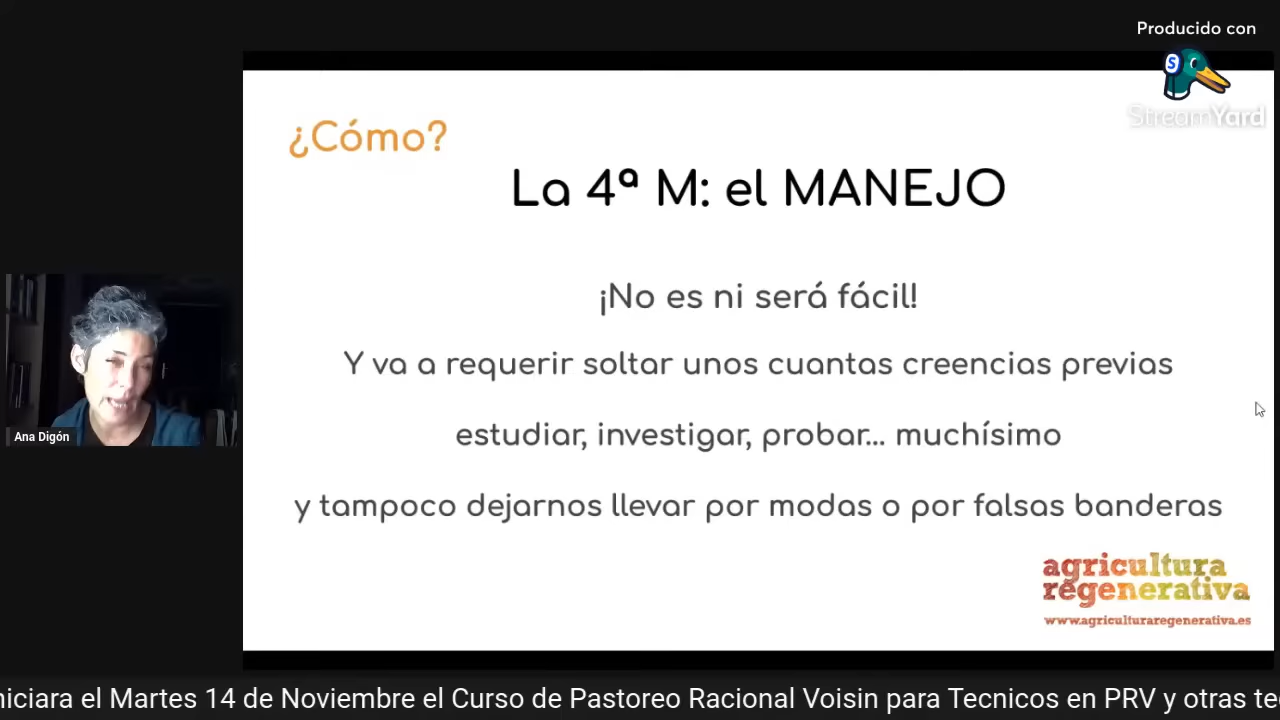 Producido con
StreamYard
¿Cómo?
La 4ª M: el MANEJO
¡No es ni será fácil!
Y va a requerir soltar unos cuantas creencias previas
estudiar, investigar, probar... muchísimo
y tampoco dejarnos llevar por modas o por falsas banderas
Ana Digón
agricultura
regenerativa
www.agriculturaregenerativa.es
el Martes 14 de Noviembre el Curso de Pastoreo Racional Voisin para Tecnicos en PRV y otras